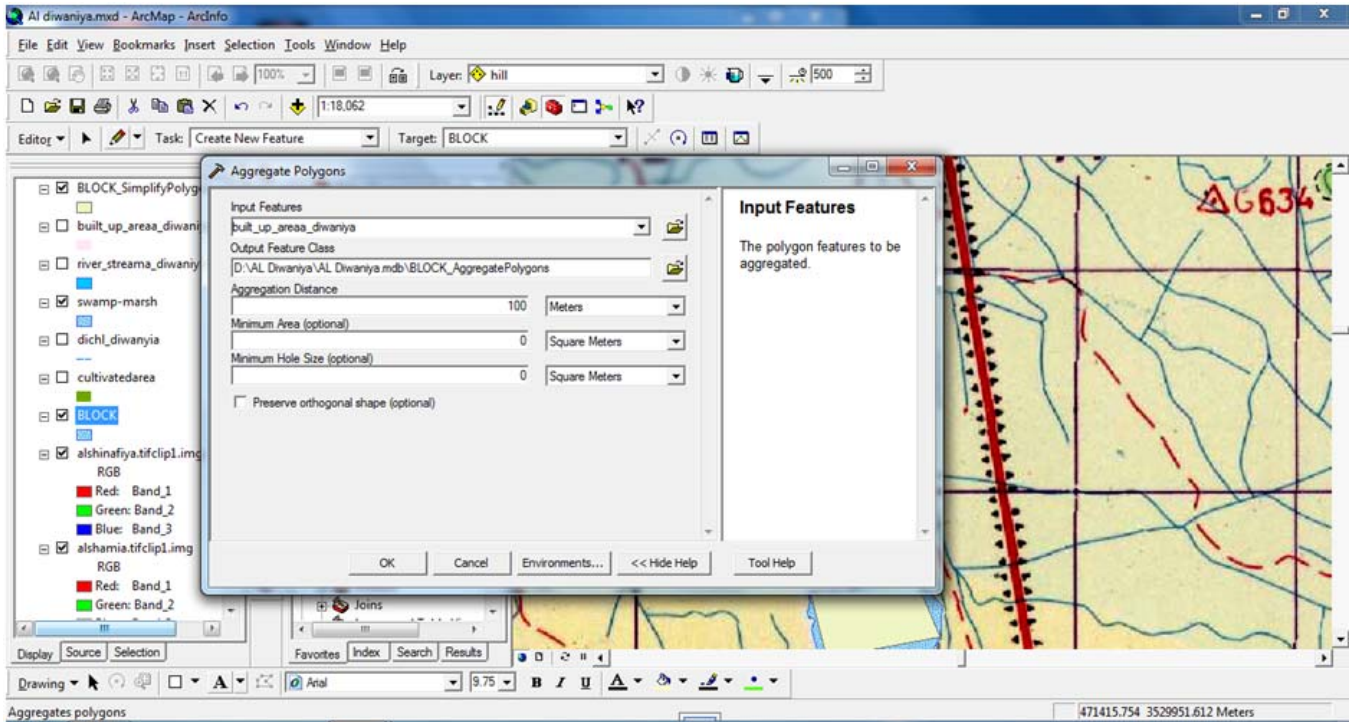 Al diwaniya.mxd - ArcMap - ArcInfo
File Edit View Bookmarks Insert Selection Tools Window Help
100% Layer: hill 500
1:18,062
Editor Task: Create New Feature Target: BLOCK
Aggregate Polygons
BLOCK_SimplifyPolyg
built_up_areaa_diwani
river_streama_diwaniy
swamp-marsh
dichl_diwanyia
cultivatedarea
BLOCK
alshinafiya.tifclip1.img
RGB
Red: Band_1
Green: Band_2
Blue: Band_3
alshamia.tifclip1.img
RGB
Red: Band_1
Green: Band_2
Input Features
built_up_areaa_diwaniya
Output Feature Class
D:\AL Diwaniya\AL Diwaniya.mdb\BLOCK_AggregatePolygons
Aggregation Distance
100 Meters
Minimum Area (optional)
0 Square Meters
Minimum Hole Size (optional)
0 Square Meters
Preserve orthogonal shape (optional)
Input Features
The polygon features to be
aggregated.
OK Cancel Environments... << Hide Help Tool Help
G634
Joins
Display Source Selection
Favorites Index Search Results
Drawing A Arial 9.75 B I U A
Aggregates polygons
471415.754 3529951.612 Meters